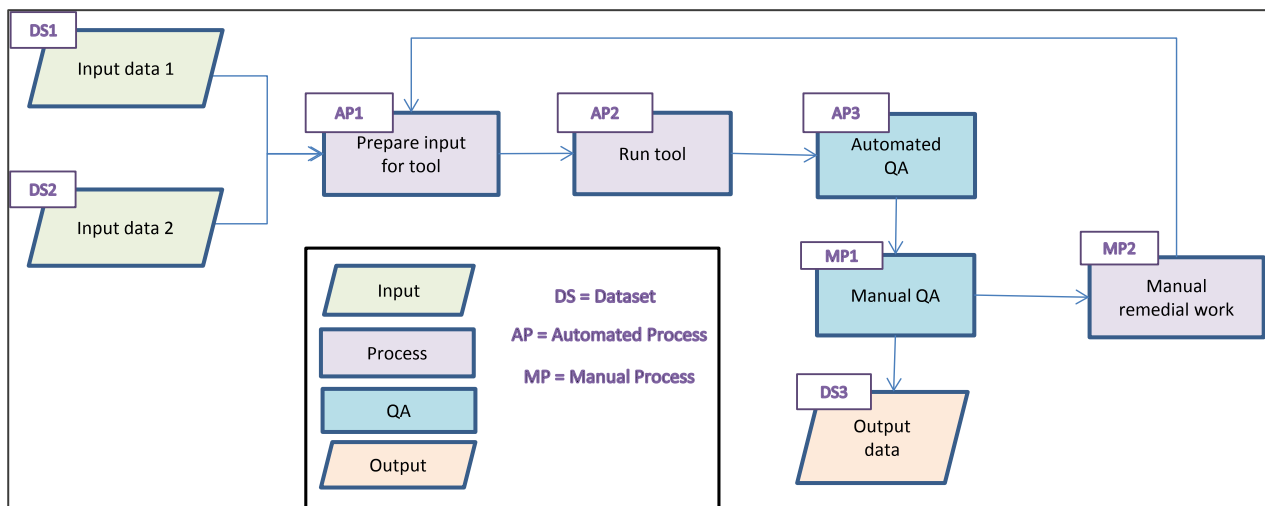 DS1
Input data 1
DS2
Input data 2
AP1
Prepare input
for tool
AP2
Run tool
AP3
Automated
QA
MP1
Manual QA
MP2
Manual
remedial work
DS3
Output
data
Input
Process
QA
Output
DS = Dataset
AP = Automated Process
MP = Manual Process